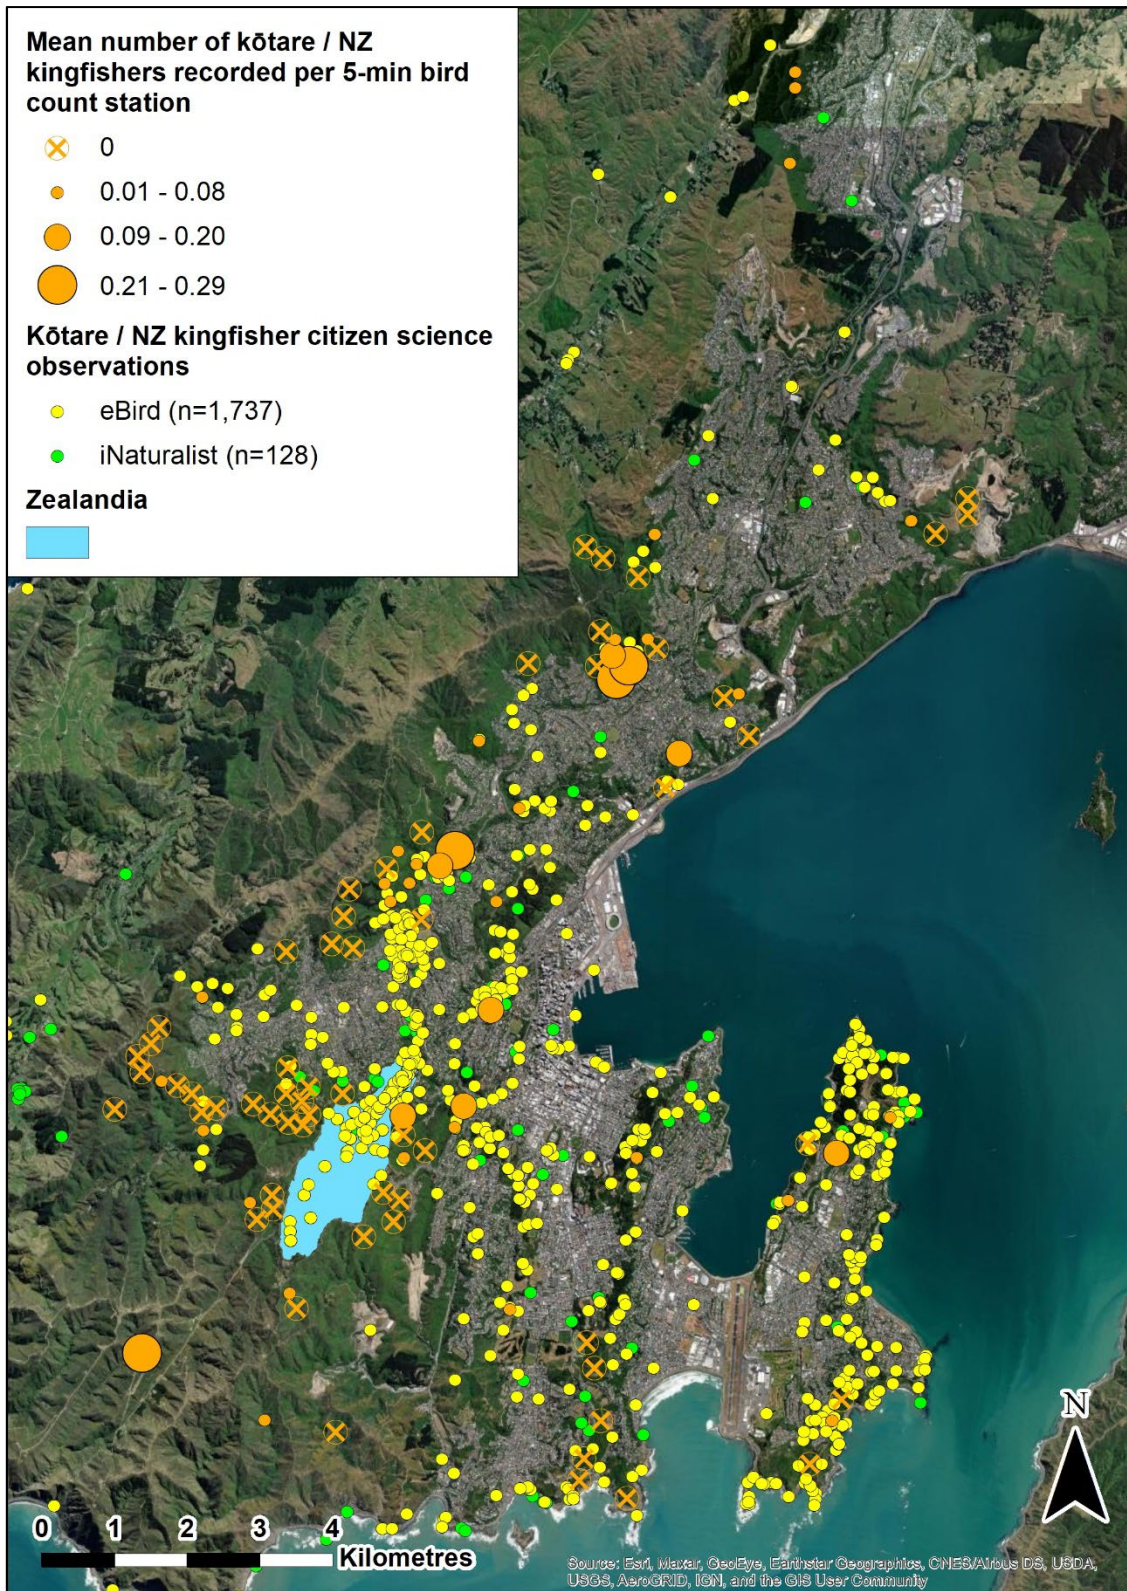 Mean number of kōtare / NZ
kingfishers recorded per 5-min bird
count station
0
0.01 - 0.08
0.09 - 0.20
0.21 - 0.29
Kōtare / NZ kingfisher citizen science
observations
eBird (n=1,737)
iNaturalist (n=128)
Zealandia
N
0 1 2 3 4
Kilometres
Source: Esri, Maxar, GeoEye, Earthstar Geographics, CNES/Airbus DS, USDA,
USGS, AeroGRID, IGN, and the GIS User Community